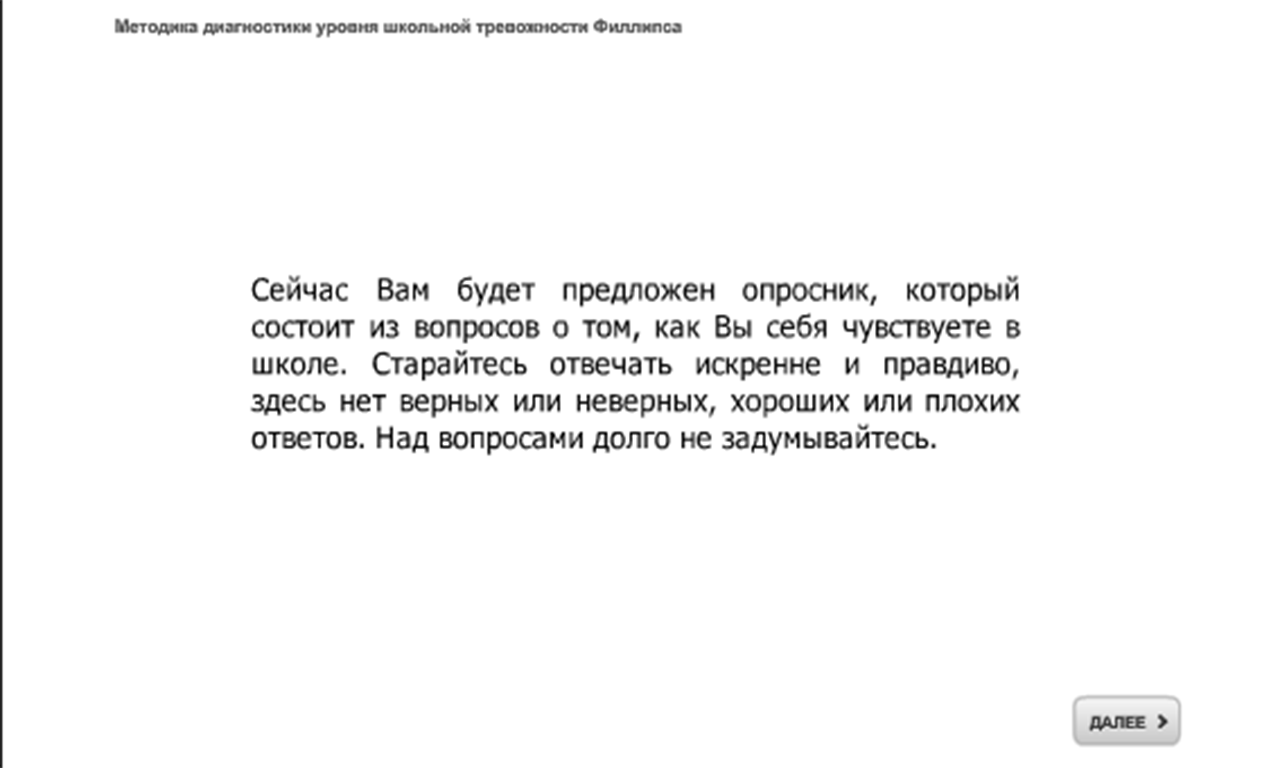 Методика диагностики уровня школьной тревожности Филлипса
Сейчас Вам будет предложен опросник, который
состоит из вопросов о том, как Вы себя чувствуете в
школе. Старайтесь отвечать искренне и правдиво,
здесь нет верных или неверных, хороших или плохих
ответов. Над вопросами долго не задумывайтесь.
ДАЛЕЕ